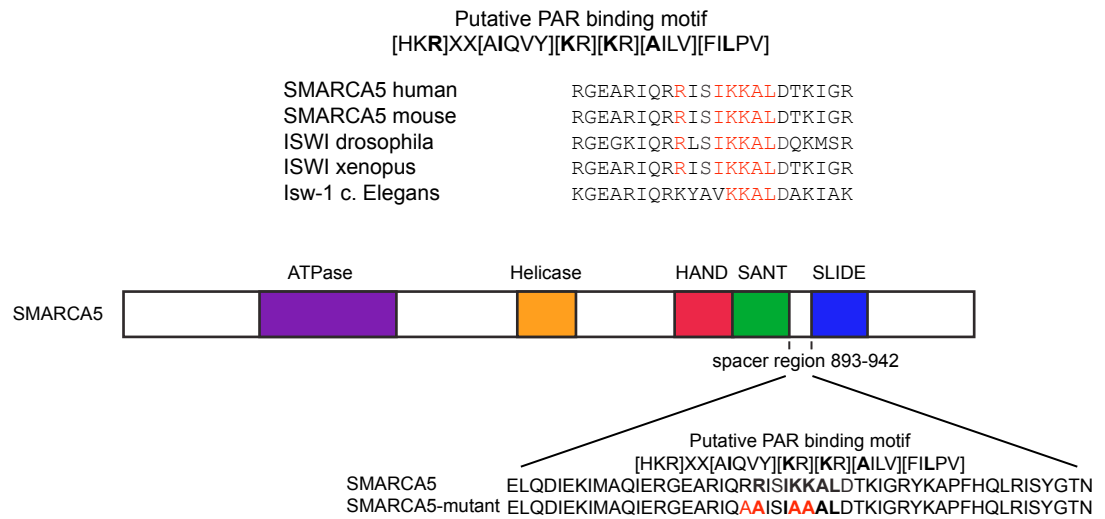 Putative PAR binding motif
[HKR]XX[AIQVY][KR][KR][AILV][FILPV]
SMARCA5 human RGEARIQRRISIKKALDTKIGR
SMARCA5 mouse RGEARIQRRISIKKALDTKIGR
ISWI drosophila RGEGKIQRRLSIKKALDQKMSR
ISWI xenopus RGEARIQRRISIKKALDTKIGR
Isw-1 c. Elegans KGEARIQRKYAVKKALDAKIAK
ATPase Helicase HAND SANT SLIDE
SMARCA5
spacer region 893-942
Putative PAR binding motif
[HKR]XX[AIQVY][KR][KR][AILV][FILPV]
SMARCA5 ELQDIEKIMAQIERGEARIQRRISIKKALDTKIGRYKAPFHQLRISYGTN
SMARCA5-mutant ELQDIEKIMAQIERGEARIQAAISIAAALDTKIGRYKAPFHQLRISYGTN